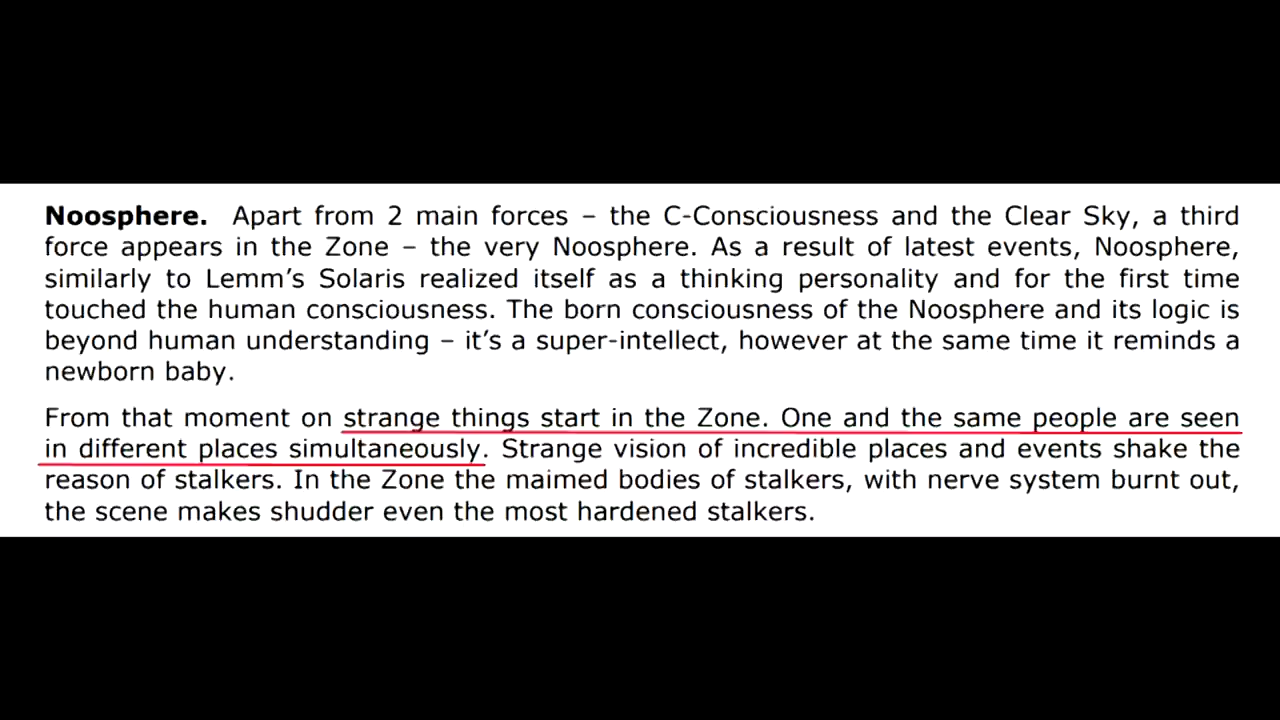 Noosphere. Apart from 2 main forces – the C-Consciousness and the Clear Sky, a third
force appears in the Zone – the very Noosphere. As a result of latest events, Noosphere,
similarly to Lemm's Solaris realized itself as a thinking personality and for the first time
touched the human consciousness. The born consciousness of the Noosphere and its logic is
beyond human understanding – it's a super-intellect, however at the same time it reminds a
newborn baby.
From that moment on strange things start in the Zone. One and the same people are seen
in different places simultaneously. Strange vision of incredible places and events shake the
reason of stalkers. In the Zone the maimed bodies of stalkers, with nerve system burnt out,
the scene makes shudder even the most hardened stalkers.